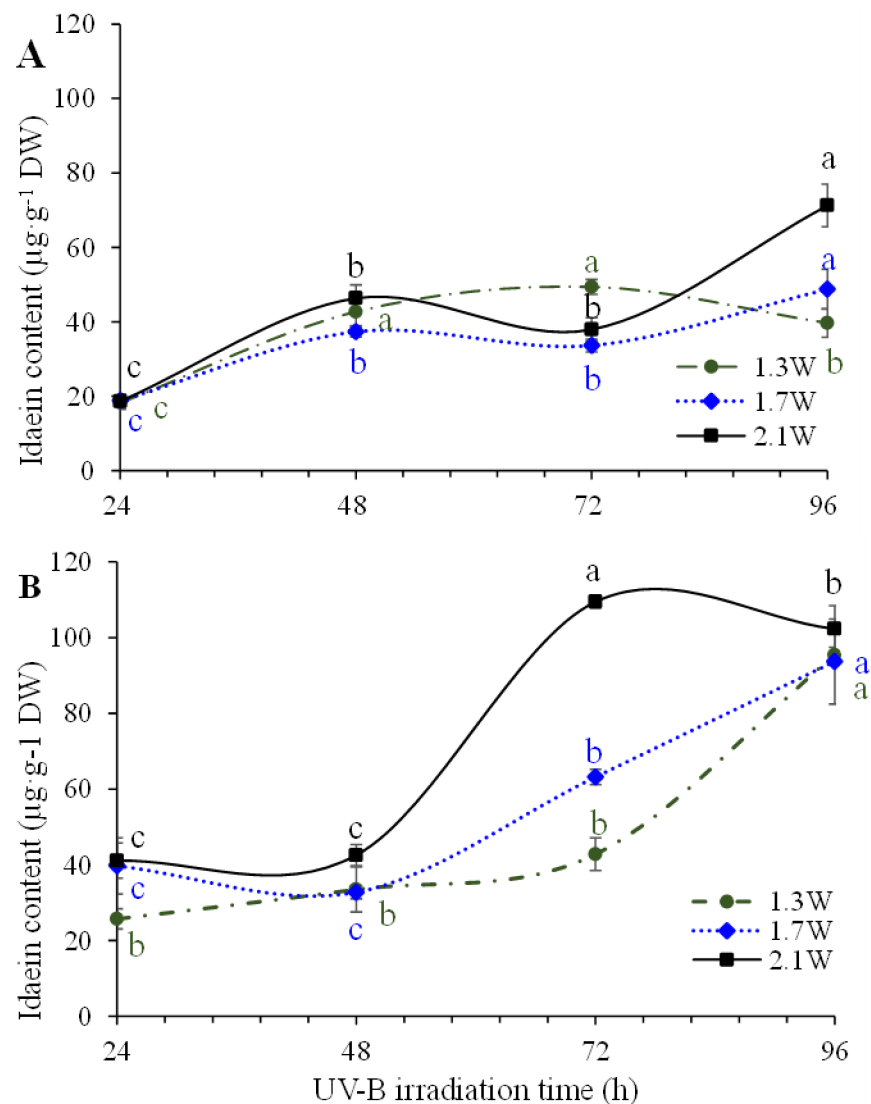 A
Idaein content (µg·g-1 DW)
120
100
80
60
40
20
0
c
c
c
b
a
b
a
b
b
a
a
b
1.3W
1.7W
2.1W
24
48
72
96
B
Idaein content (µg·g-1 DW)
120
100
80
60
40
20
0
c
c
b
c
b
c
a
b
b
b
a
a
1.3W
1.7W
2.1W
24
48
72
96
UV-B irradiation time (h)